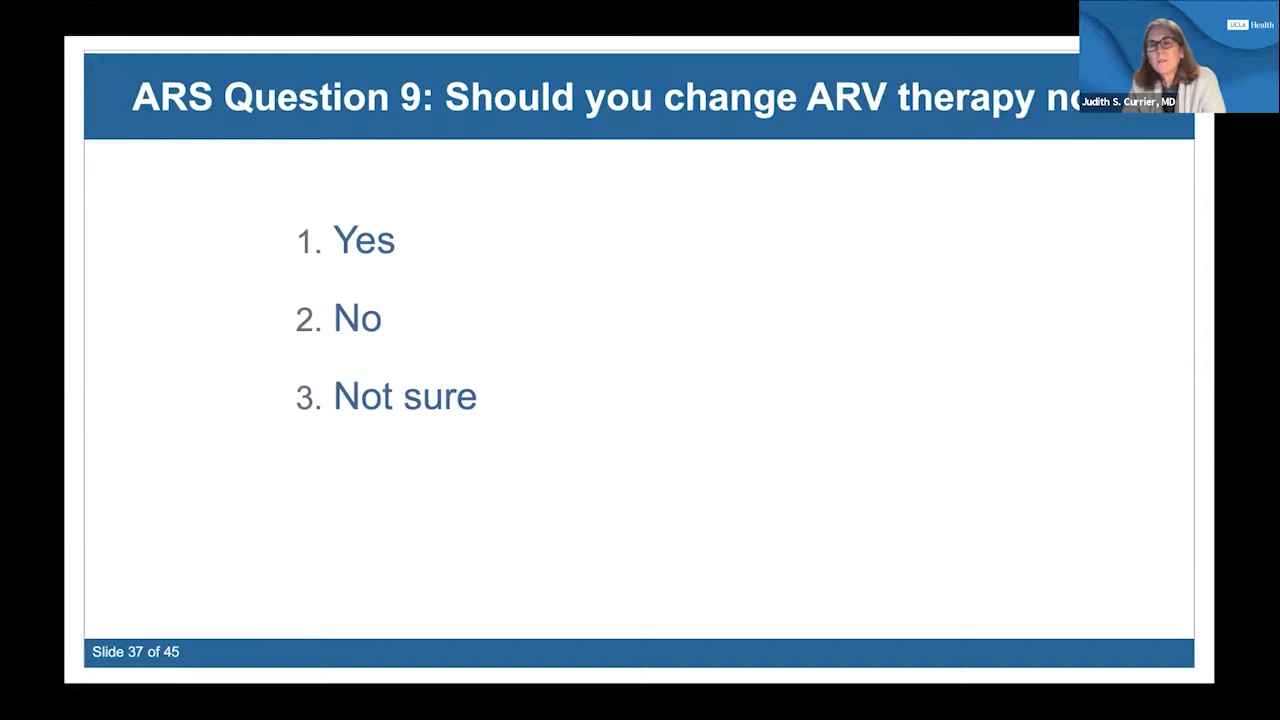 ARS Question 9: Should you change ARV therapy
UCLA Health
Judith S. Currier, MD
1. Yes
2. No
3. Not sure
Slide 37 of 45